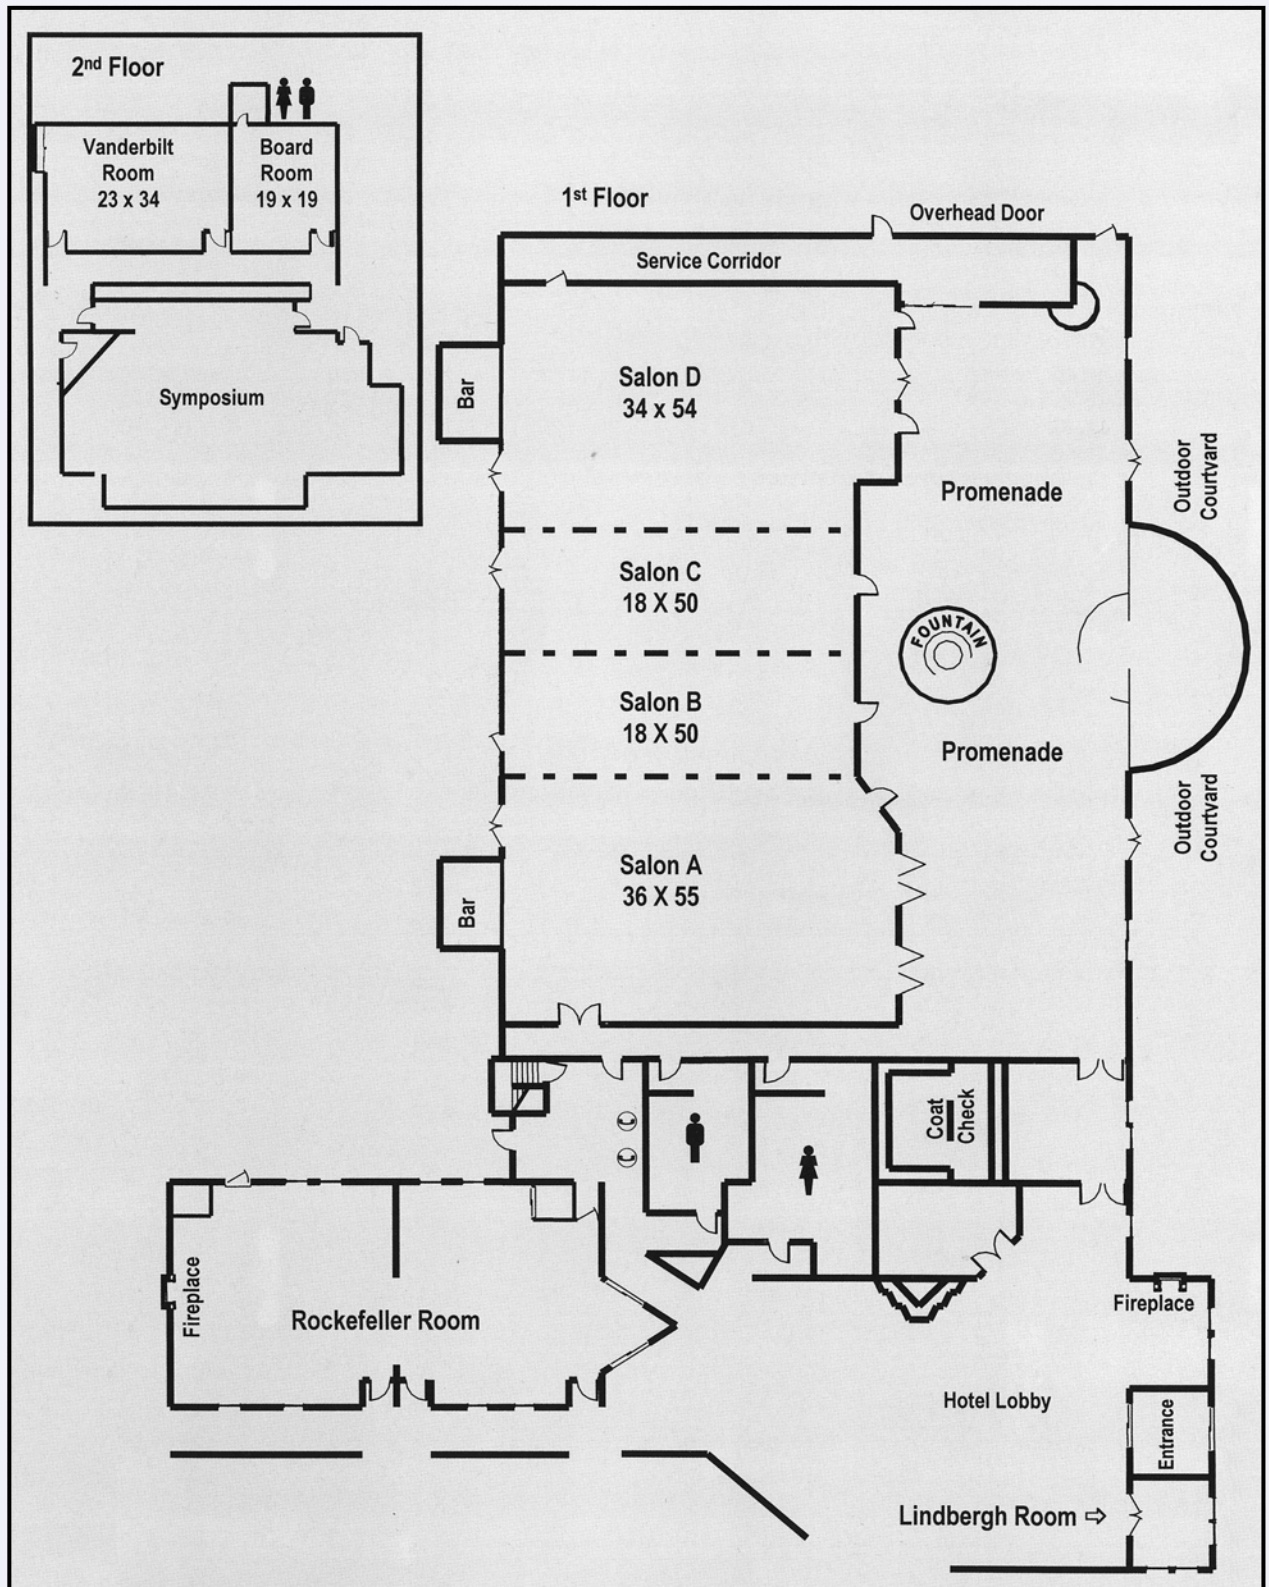 2nd Floor
Vanderbilt
Room
23 x 34
Board
Room
19 x 19
Symposium
1st Floor
Overhead Door
Service Corridor
Salon D
34 x 54
Bar
Promenade
Outdoor
Courtyard
Salon C
18 X 50
FOUNTAIN
Salon B
18 X 50
Promenade
Outdoor
Courtyard
Salon A
36 X 55
Bar
Coat
Check
Fireplace
Rockefeller Room
Fireplace
Hotel Lobby
Entrance
Lindbergh Room ⇨